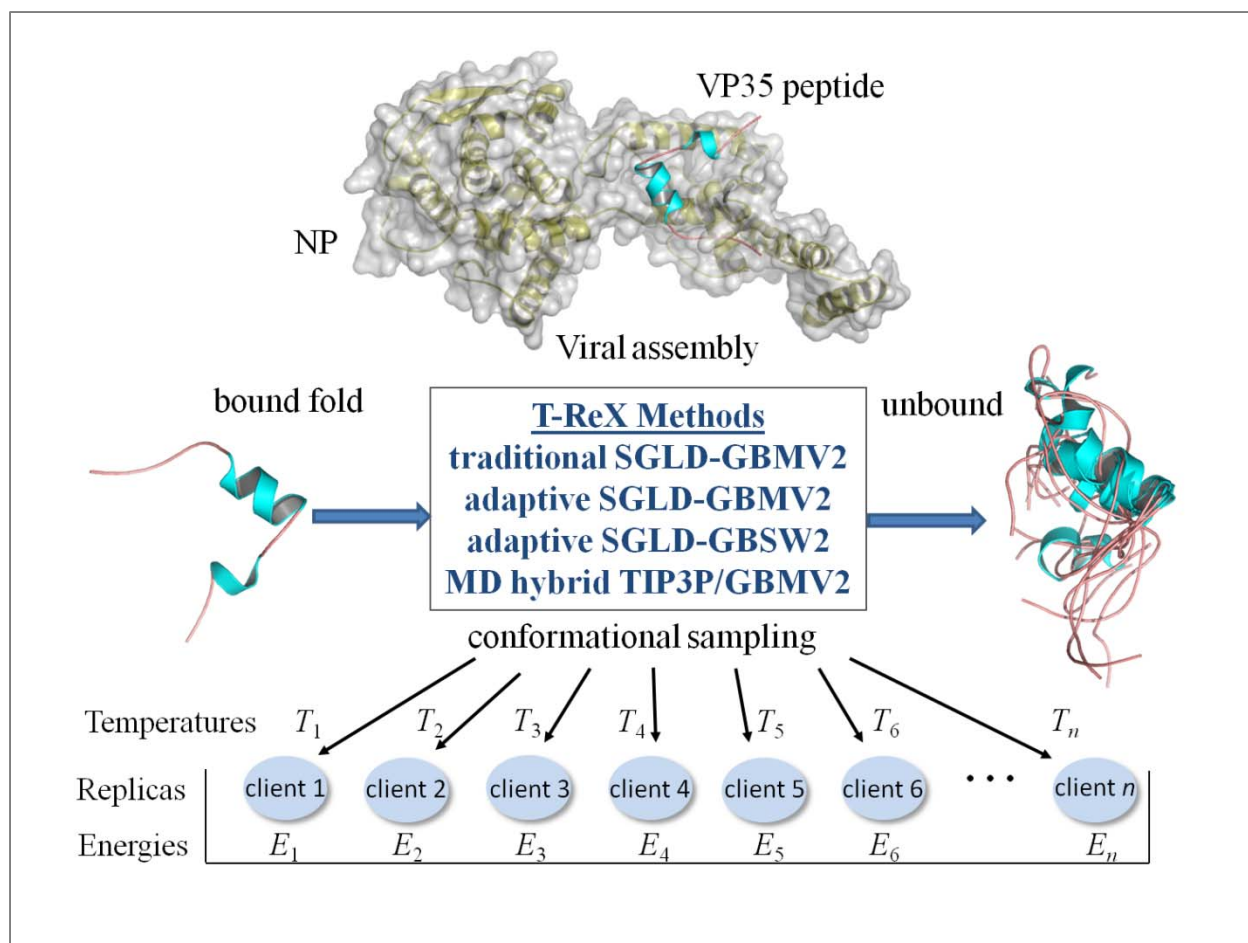 VP35 peptide
NP
Viral assembly
bound fold
unbound
T-ReX Methods
traditional SGLD-GBMV2
adaptive SGLD-GBMV2
adaptive SGLD-GBSW2
MD hybrid TIP3P/GBMV2
conformational sampling
Temperatures T1 T2 T3 T4 T5 T6 Tn
Replicas client 1 client 2 client 3 client 4 client 5 client 6 ... client n
Energies E1 E2 E3 E4 E5 E6 En